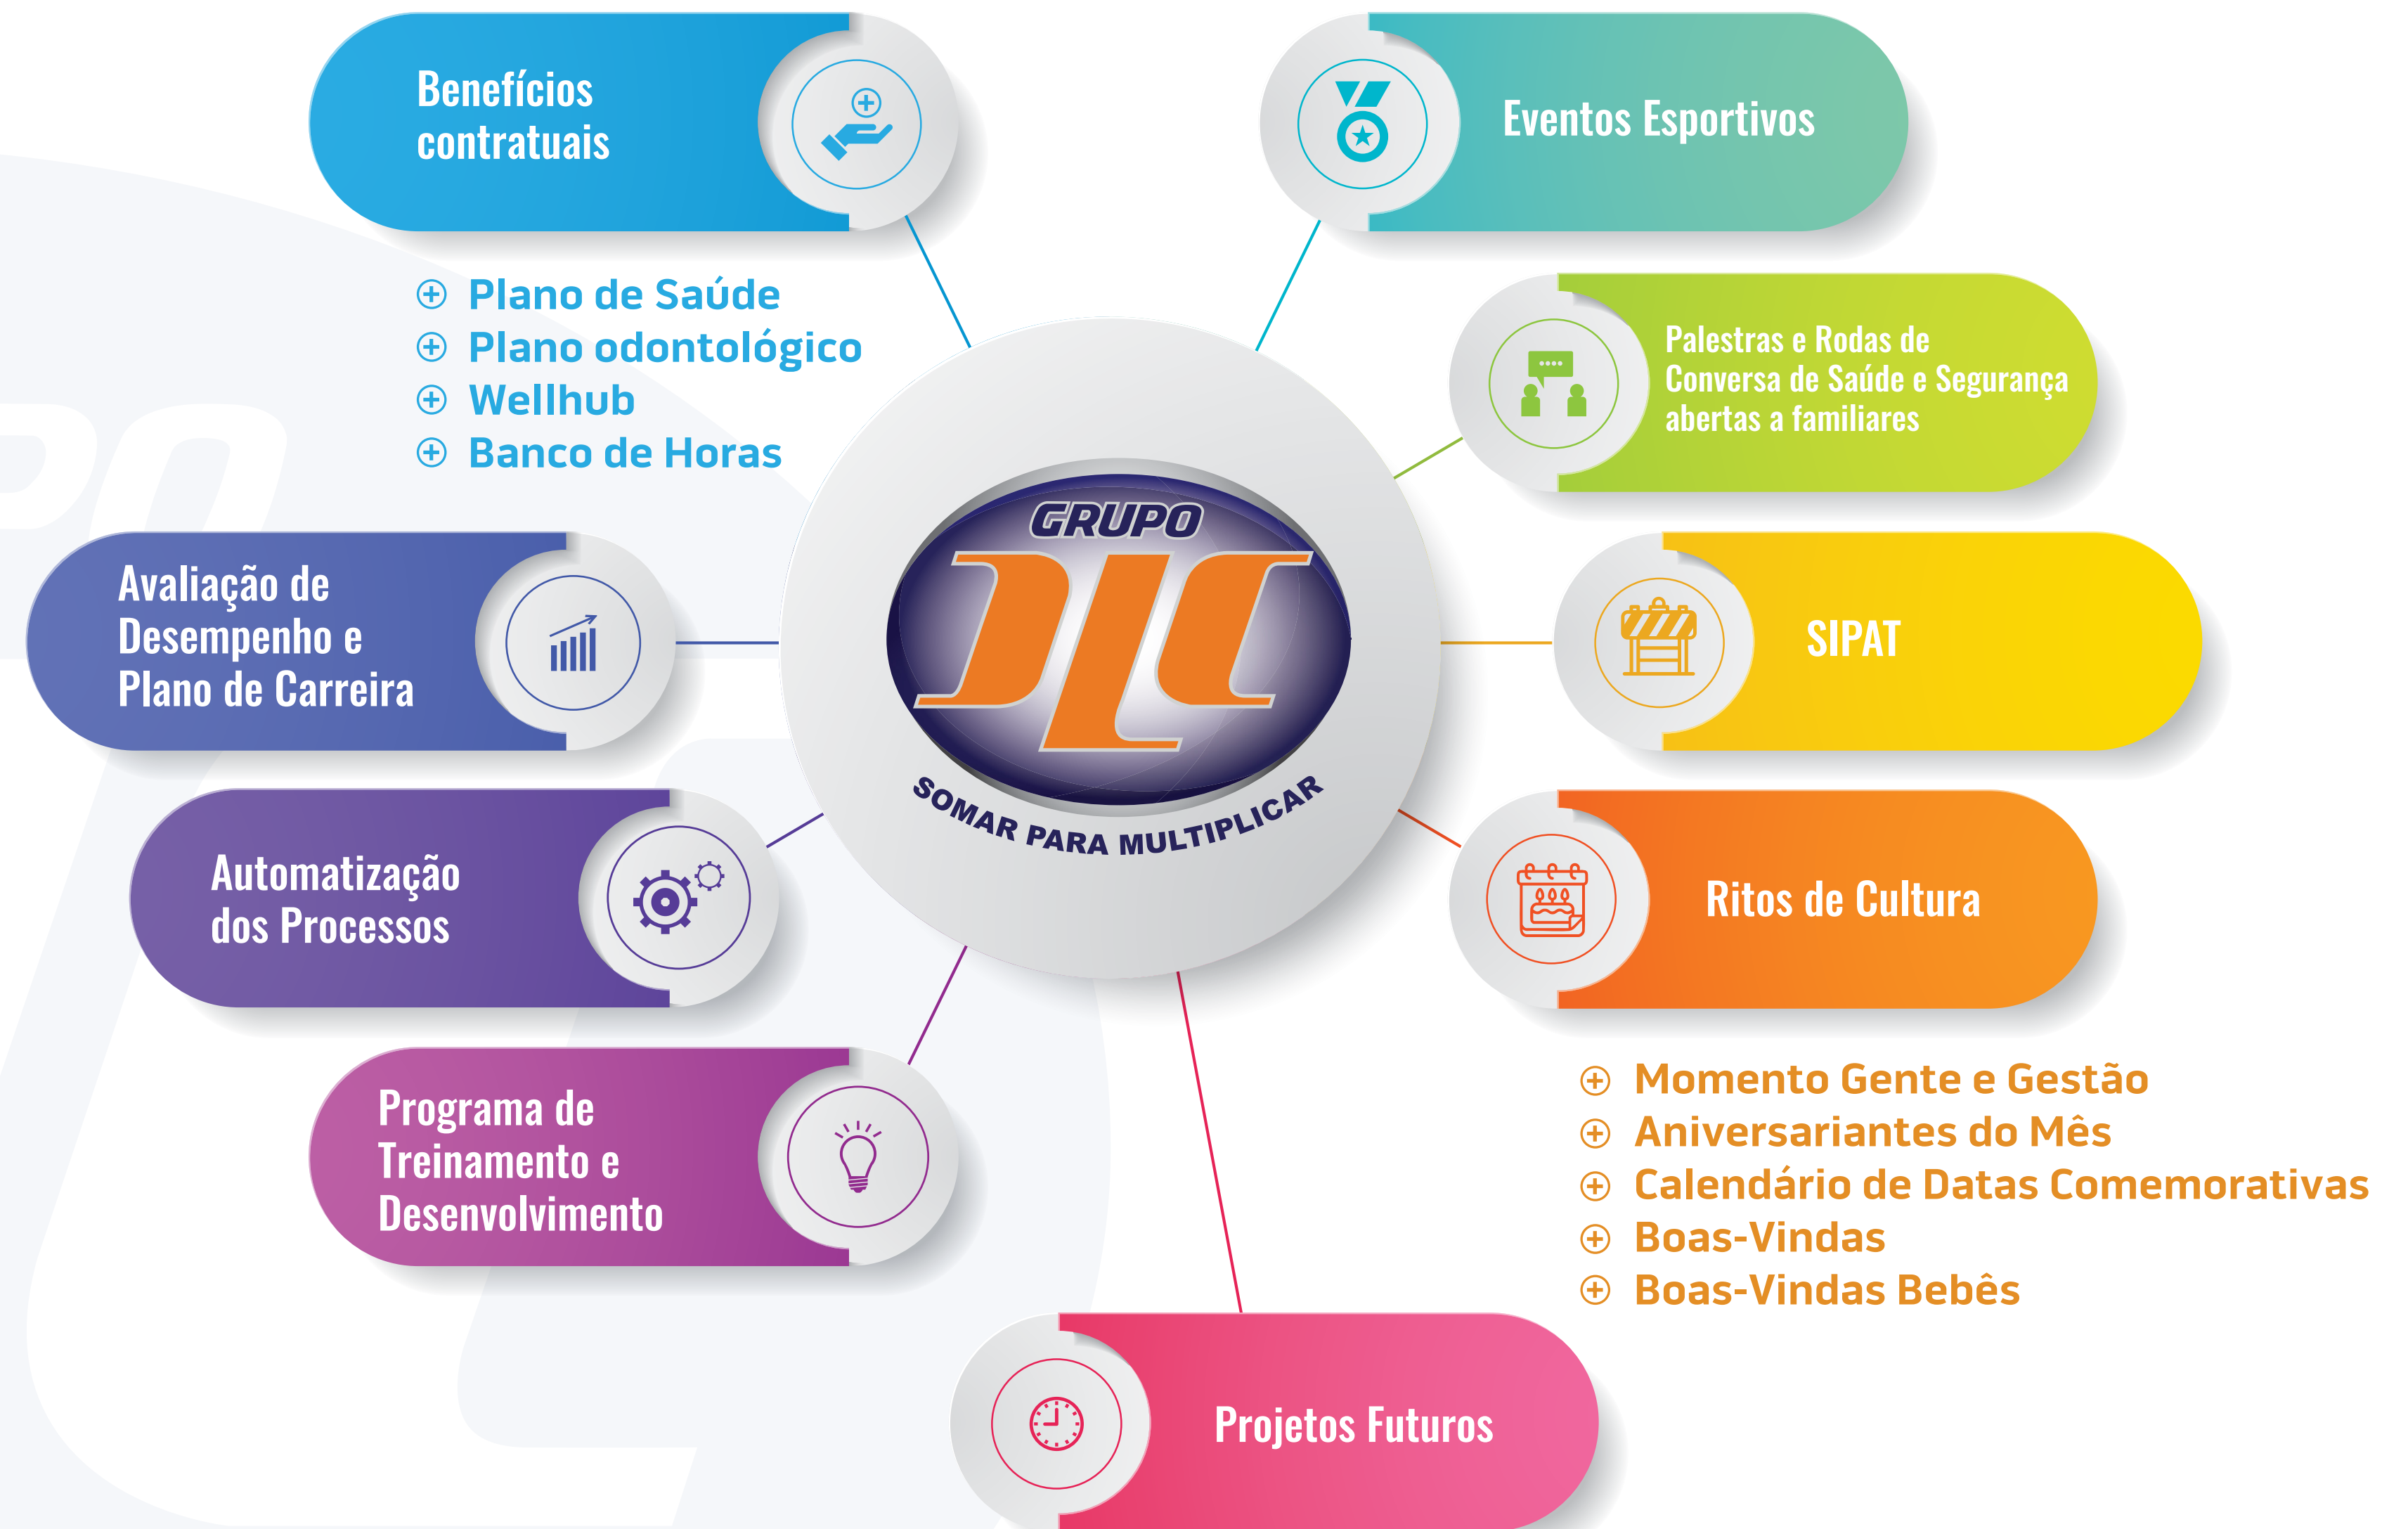 Benefícios
contratuais
Plano de Saúde
Plano odontológico
Wellhub
Banco de Horas
Avaliação de
Desempenho e
Plano de Carreira
Automatização
dos Processos
Programa de
Treinamento e
Desenvolvimento
GRUPO
DLC
SOMAR PARA MULTIPLICAR
Eventos Esportivos
Palestras e Rodas de
Conversa de Saúde e Segurança
abertas a familiares
SIPAT
Ritos de Cultura
Momento Gente e Gestão
Aniversariantes do Mês
Calendário de Datas Comemorativas
Boas-Vindas
Boas-Vindas Bebês
Projetos Futuros